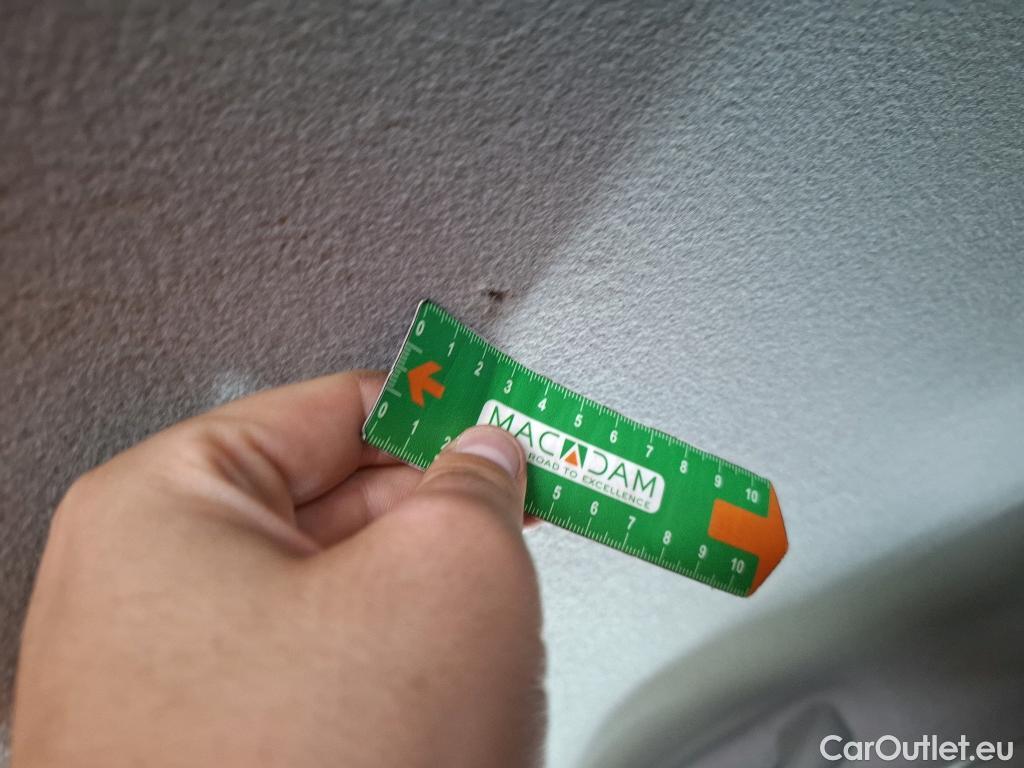 0 1 2 3 4 5 6 7 8 9 10
MACADAM
ROAD TO EXCELLENCE
0 1 2 5 6 7 8 9 10
CarOutlet.eu